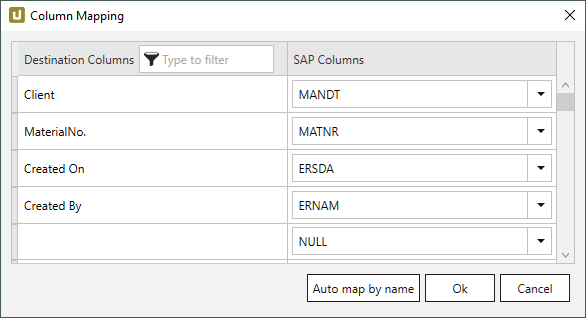 Column Mapping
Destination Columns Type to filter SAP Columns
Client MANDT
MaterialNo. MATNR
Created On ERSDA
Created By ERNAM
NULL
Auto map by name Ok Cancel